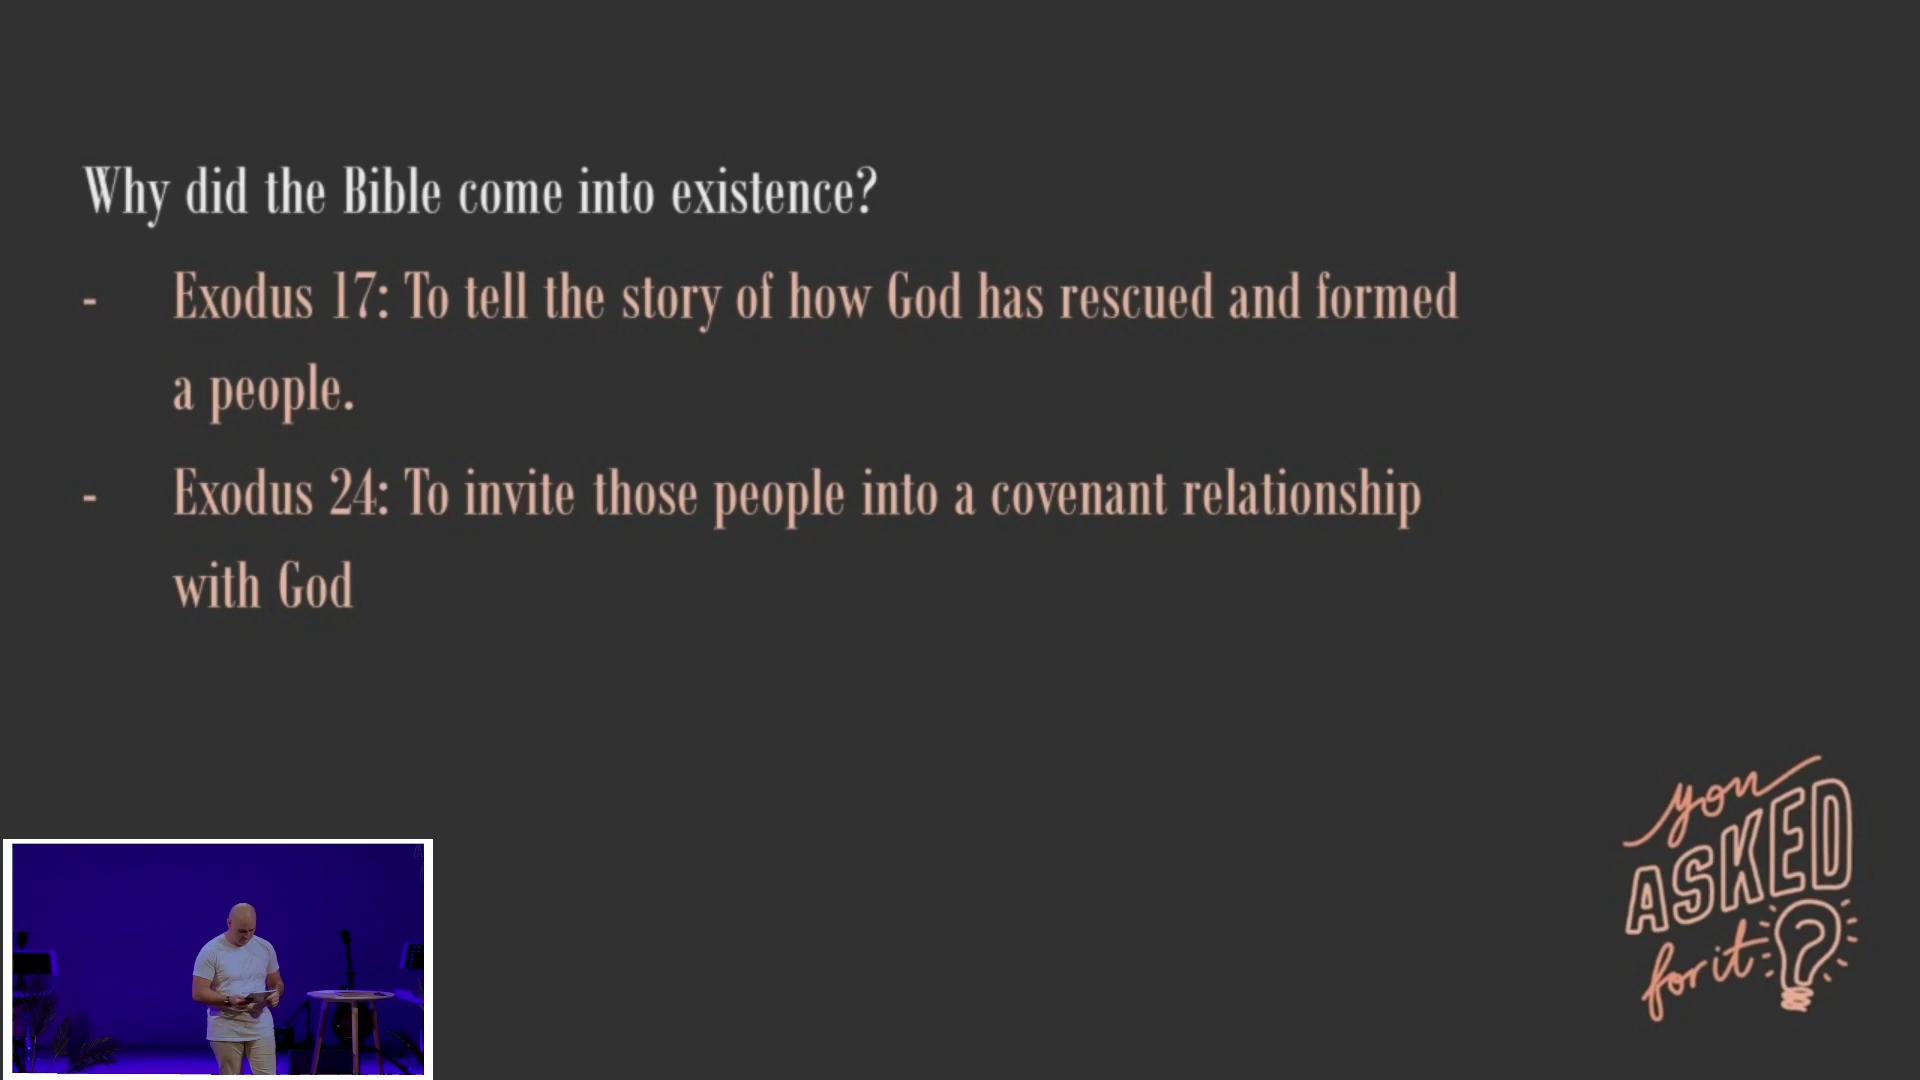 Why did the Bible come into existence?
- Exodus 17: To tell the story of how God has rescued and formed
a people.
- Exodus 24: To invite those people into a covenant relationship
with God
you
ASKED
for it?